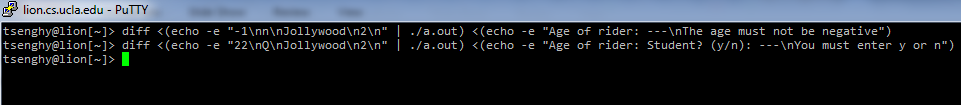 lion.cs.ucla.edu - PuTTY
tsenghy@lion[~]> diff <(echo -e "-1\nn\nJollywood\n2\n" | ./a.out) <(echo -e "Age of rider: ---\nThe age must not be negative")
tsenghy@lion[~]> diff <(echo -e "22\nQ\nJollywood\n2\n" | ./a.out) <(echo -e "Age of rider: Student? (y/n): ---\nYou must enter y or n")
tsenghy@lion[~]>